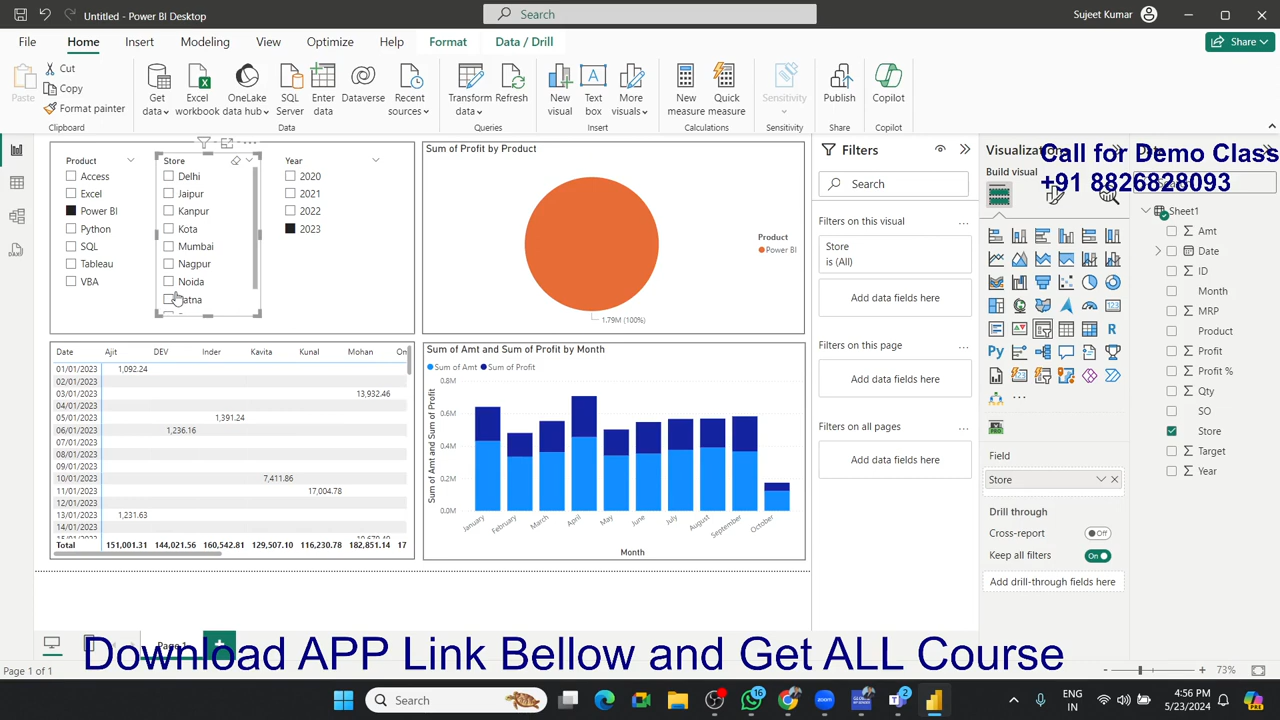 Untitled - Power BI Desktop
Search
Sujeet Kumar
File Home Insert Modeling View Optimize Help Format Data / Drill
Share
Paste
Cut
Copy
Format painter
Get data
Excel workbook
OneLake data hub
SQL Server
Enter data
Dataverse
Recent sources
Transform data
Refresh
New visual
Text box
More visuals
New measure
Quick measure
Sensitivity
Publish
Copilot
Clipboard Data Queries Insert Calculations Sensitivity Share Copilot
Product
Access
Excel
Power BI
Python
SQL
Tableau
VBA
Store
Delhi
Jaipur
Kanpur
Kota
Mumbai
Nagpur
Noida
Year
2020
2021
2022
2023
Sum of Profit by Product
Product
Power BI
1.79M (100%)
Date Ajit DEV Inder Kavita Kunal Mohan
01/01/2023 1,092.24
02/01/2023
03/01/2023 13,932.46
04/01/2023
05/01/2023 1,391.24
06/01/2023 1,236.16
07/01/2023
08/01/2023
09/01/2023
10/01/2023 7,411.86
11/01/2023 17,004.78
12/01/2023
13/01/2023 1,231.63
14/01/2023
Total 151,001.31 144,021.56 160,542.81 129,507.10 116,230.78 182,851.14 17
Sum of Amt and Sum of Profit by Month
Sum of Amt Sum of Profit
Sum of Amt and Sum of Profit
0.8M
0.6M
0.4M
0.2M
0.0M
January February March April May June July August September October
Month
Filters
Search
Filters on this visual
Store
is (All)
Add data fields here
Filters on this page
Add data fields here
Filters on all pages
Add data fields here
Visualizations
Build visual
Call for Demo Class
+91 8826828093
Field
Store
Drill through
Cross-report Off
Keep all filters On
Add drill-through fields here
Sheet1
Amt
Date
ID
Month
MRP
Product
Profit
Profit %
Qty
SO
Store
Target
Year
Page 1
Download APP Link Bellow and Get ALL Course
Page 1 of 1
73%
Search
16
2
ENG
IN
4:56 PM
5/23/2024